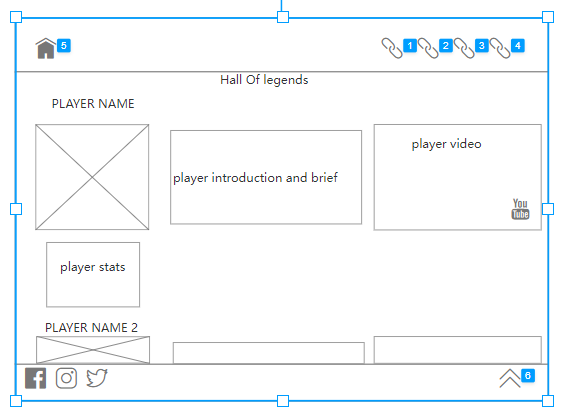 5
1
2
3
4
Hall Of legends
PLAYER NAME
player introduction and brief
player video
You
Tube
player stats
PLAYER NAME 2
6